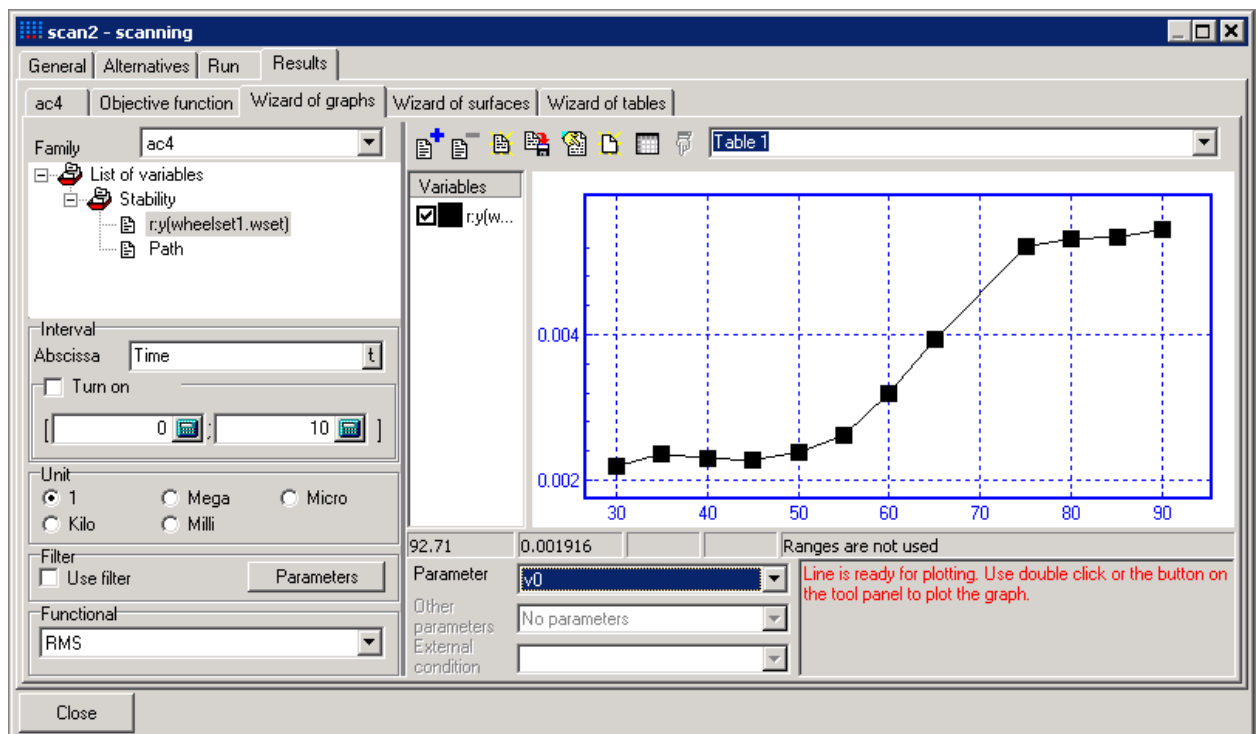 scan2 - scanning
General Alternatives Run Results
ac4 Objective function Wizard of graphs Wizard of surfaces Wizard of tables
Family ac4
List of variables
Stability
r:y(wheelset1.wset)
Path
Interval
Abscissa Time t
Turn on
[ 0 ; 10 ]
Unit
1 Mega Micro
Kilo Milli
Filter
Use filter Parameters
Functional
RMS
Table 1
Variables
r:y(w...
0.004
0.002
30 40 50 60 70 80 90
92.71 0.001916 Ranges are not used
Parameter v0
Other
parameters No parameters
External
condition
Line is ready for plotting. Use double click or the button on
the tool panel to plot the graph.
Close